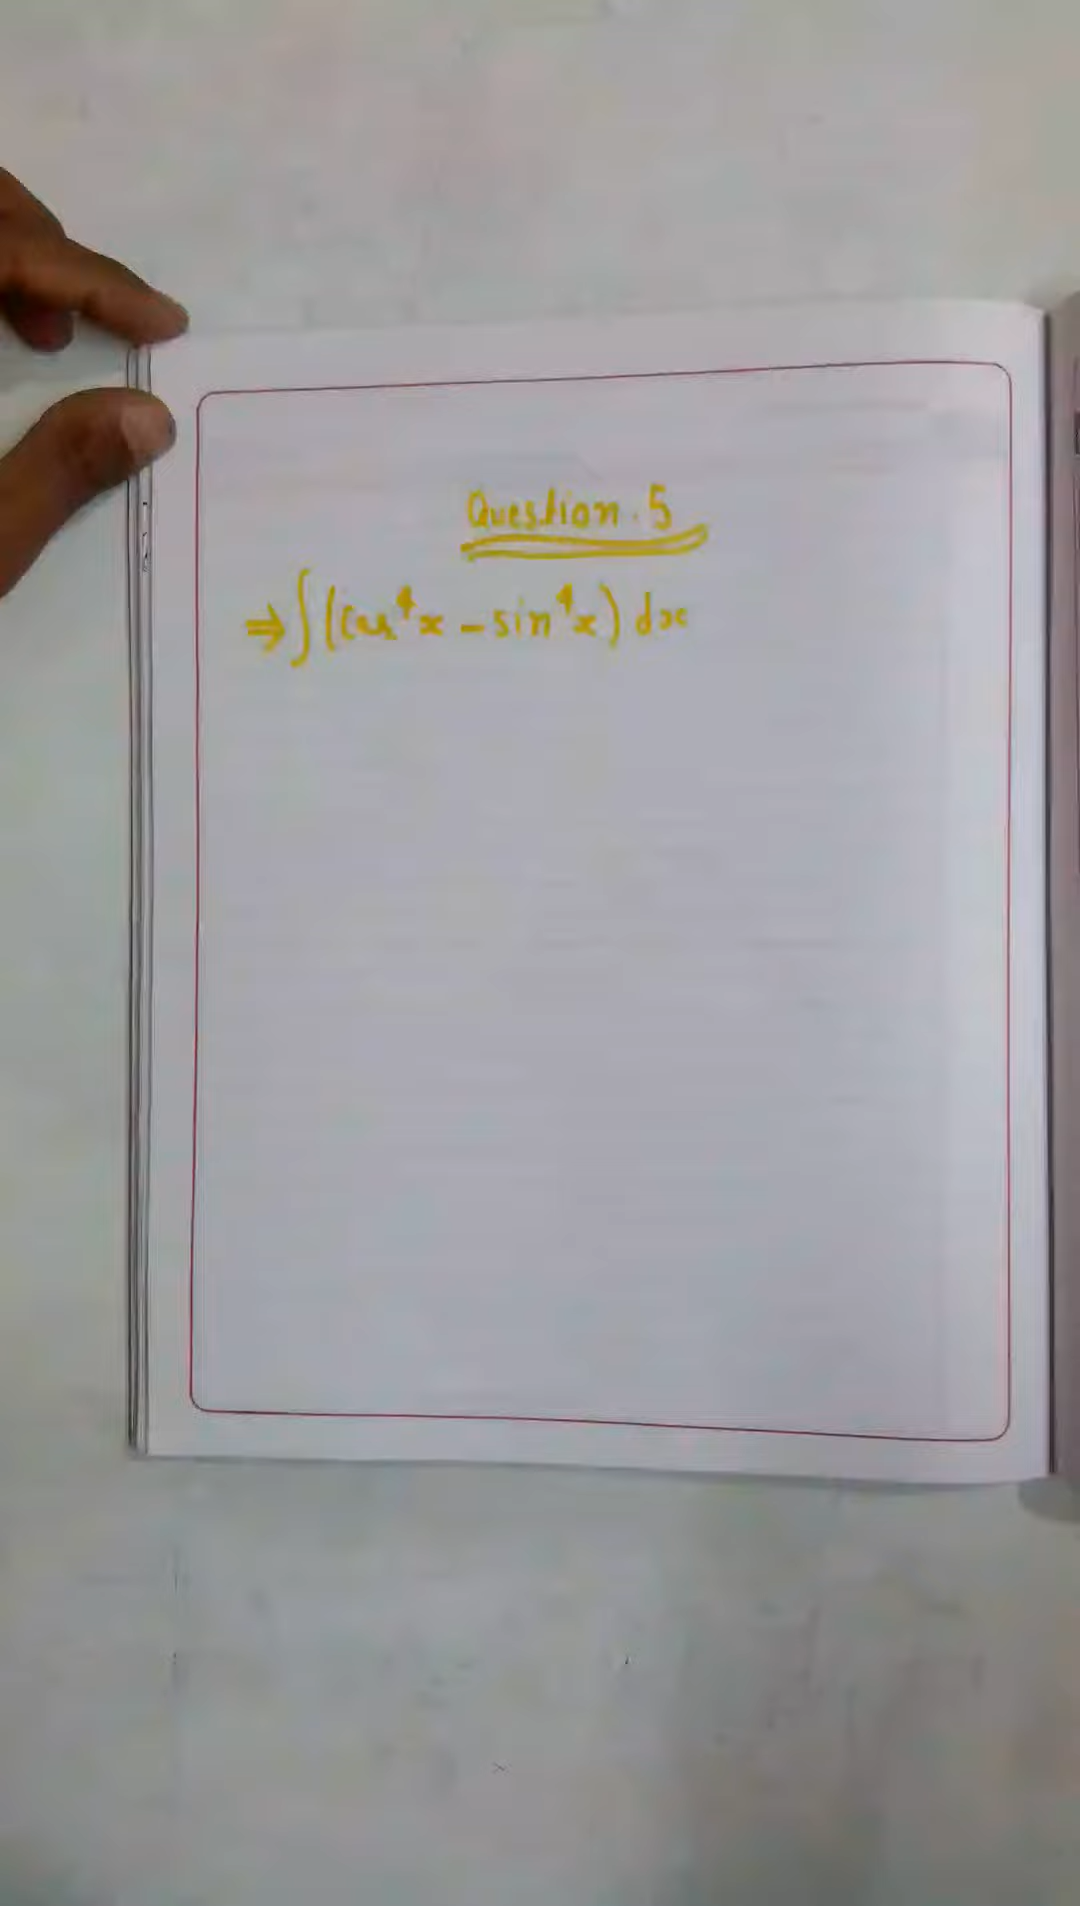 Question.5
⇒ ∫(cos⁴x - sin⁴x) dx